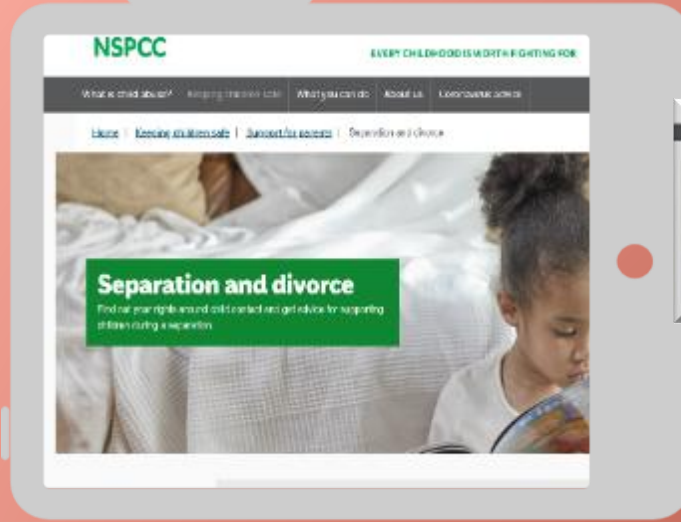 NSPCC
EVERY CHILDHOOD IS WORTH FIGHTING FOR
What is child abuse? Keeping children safe What you can do About us Coronavirus advice
Home | Keeping children safe | Support for parents | Separation and divorce
Separation and divorce
Find out your rights around child contact and get advice for supporting
children during a separation.